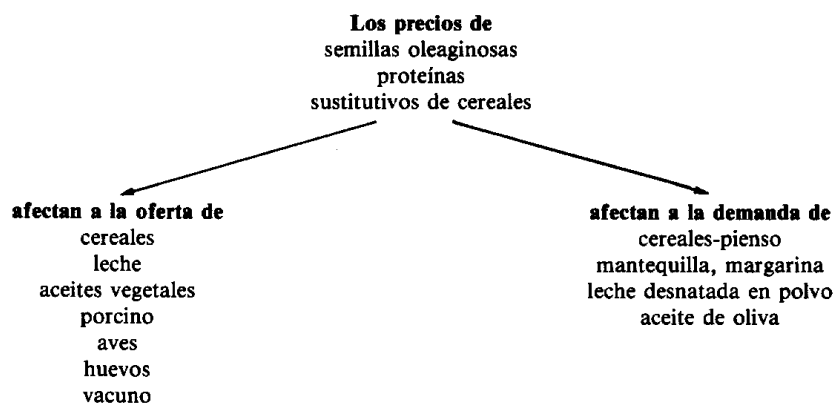 Los precios de
semillas oleaginosas
proteínas
sustitutivos de cereales
afectan a la oferta de
cereales
leche
aceites vegetales
porcino
aves
huevos
vacuno
afectan a la demanda de
cereales-pienso
mantequilla, margarina
leche desnatada en polvo
aceite de oliva